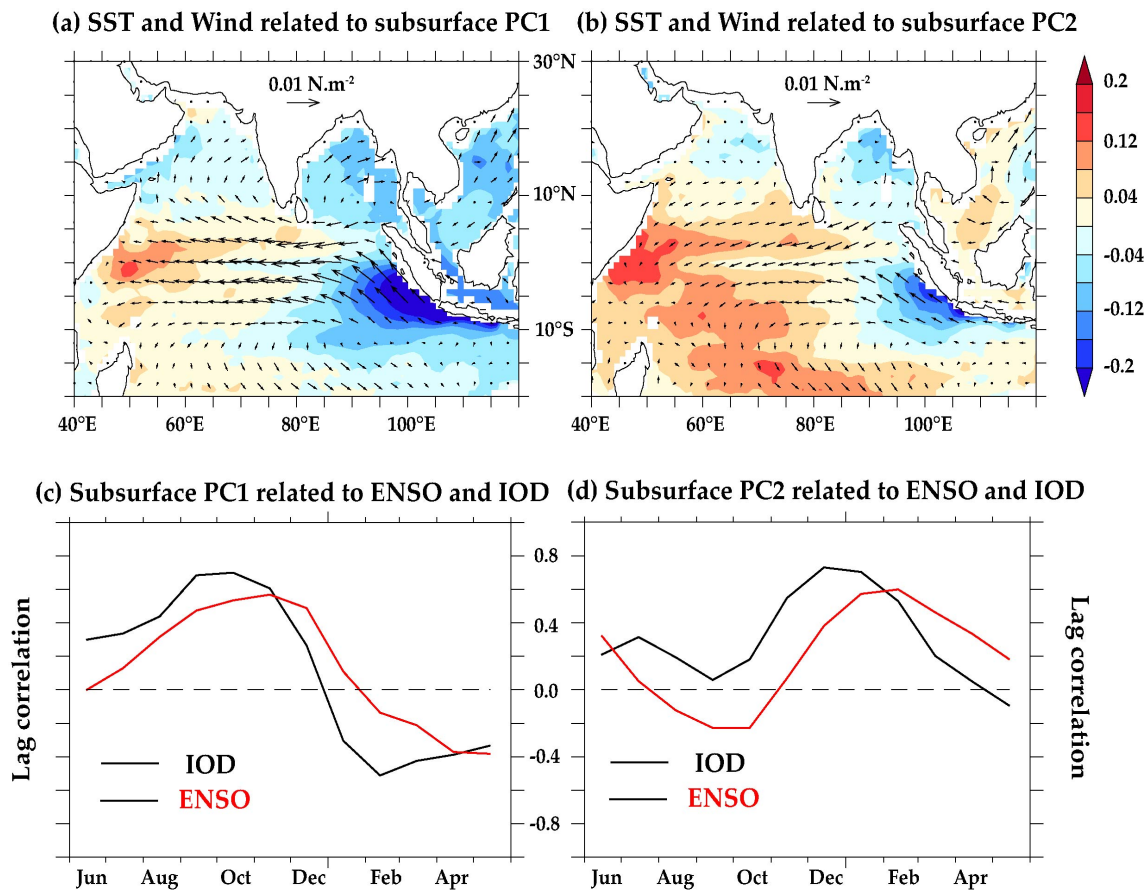 (a) SST and Wind related to subsurface PC1
(b) SST and Wind related to subsurface PC2
0.01 N.m-2
0.01 N.m-2
30°N
10°N
10°S
0.2
0.12
0.04
-0.04
-0.12
-0.2
40°E 60°E 80°E 100°E
40°E 60°E 80°E 100°E
(c) Subsurface PC1 related to ENSO and IOD
(d) Subsurface PC2 related to ENSO and IOD
Lag correlation
0.8
0.4
0.0
-0.4
-0.8
Lag correlation
IOD
ENSO
IOD
ENSO
Jun Aug Oct Dec Feb Apr
Jun Aug Oct Dec Feb Apr